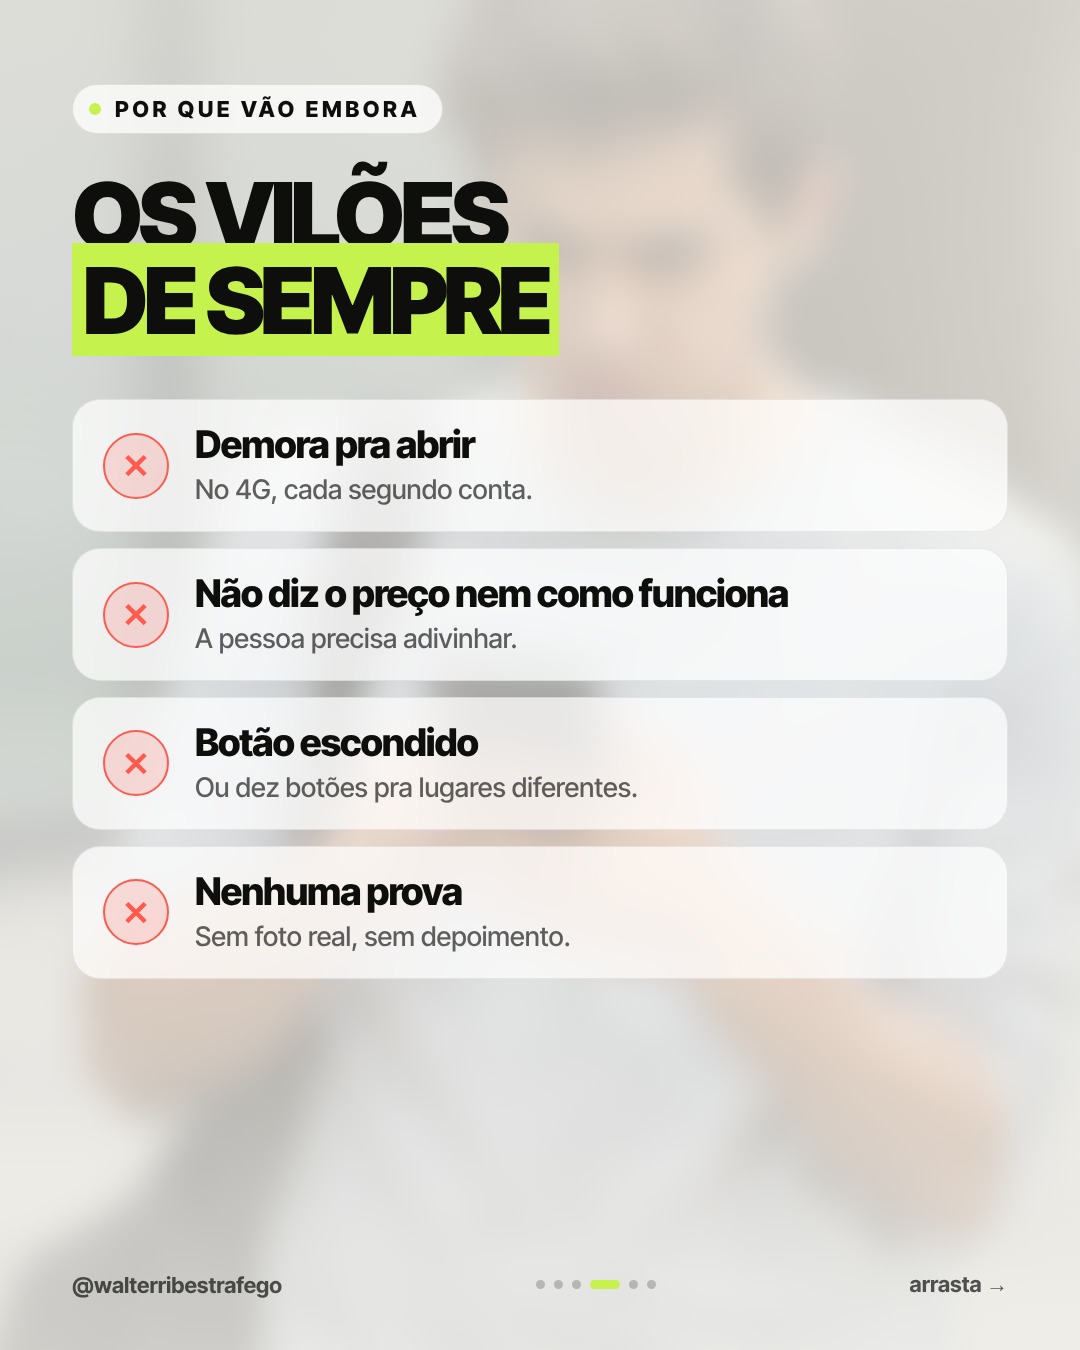 POR QUE VÃO EMBORA
OS VILÕES
DE SEMPRE
Demora pra abrir
No 4G, cada segundo conta.
Não diz o preço nem como funciona
A pessoa precisa adivinhar.
Botão escondido
Ou dez botões pra lugares diferentes.
Nenhuma prova
Sem foto real, sem depoimento.
@walterribestrafego
arrasta →